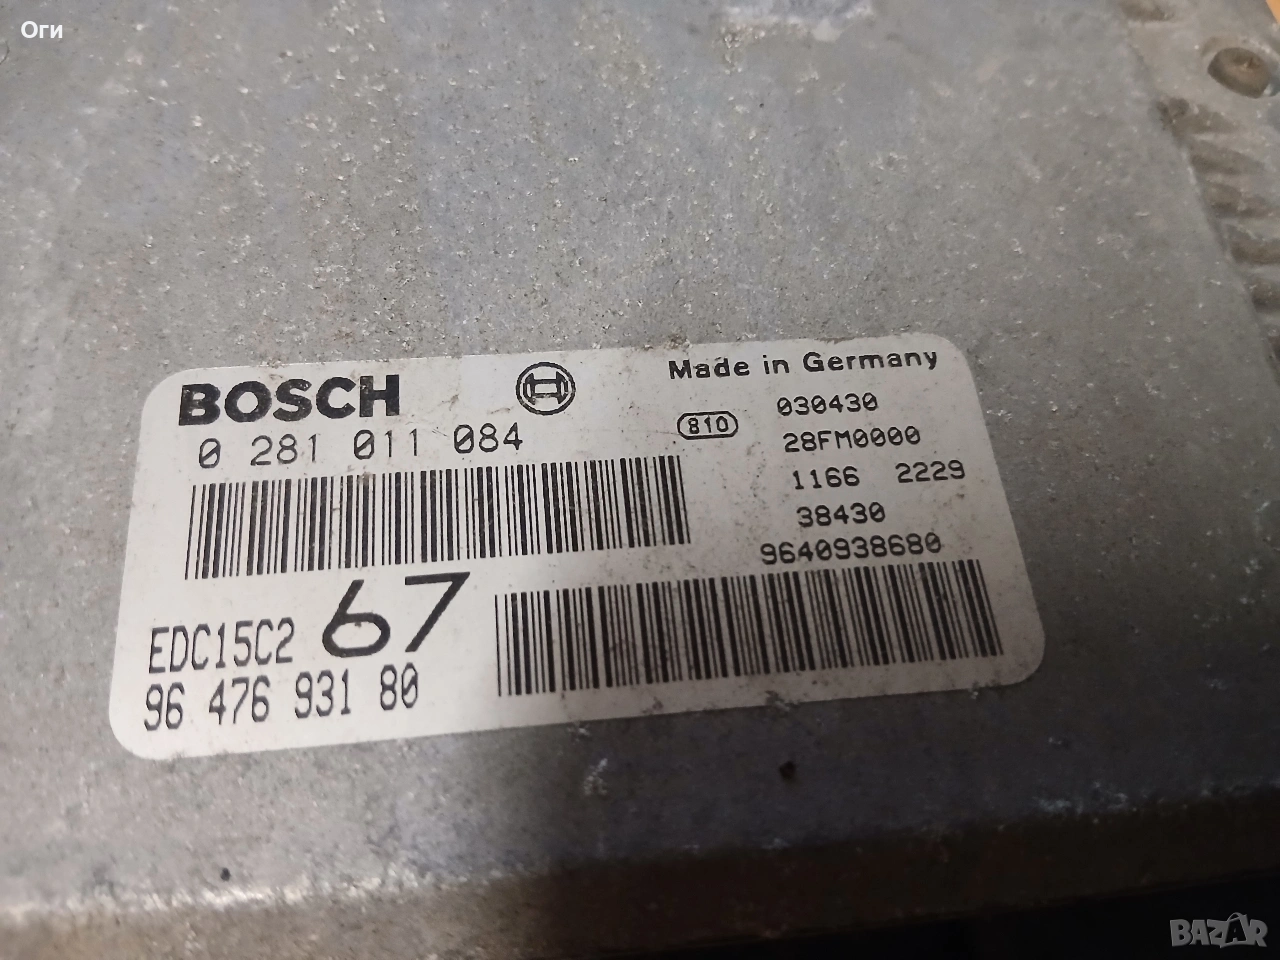 Оги
BOSCH
Made in Germany
0 281 011 084
810
030430
28FM0000
1166 2229
38430
9640938680
EDC15C2 67
96 476 931 80
BAZAR